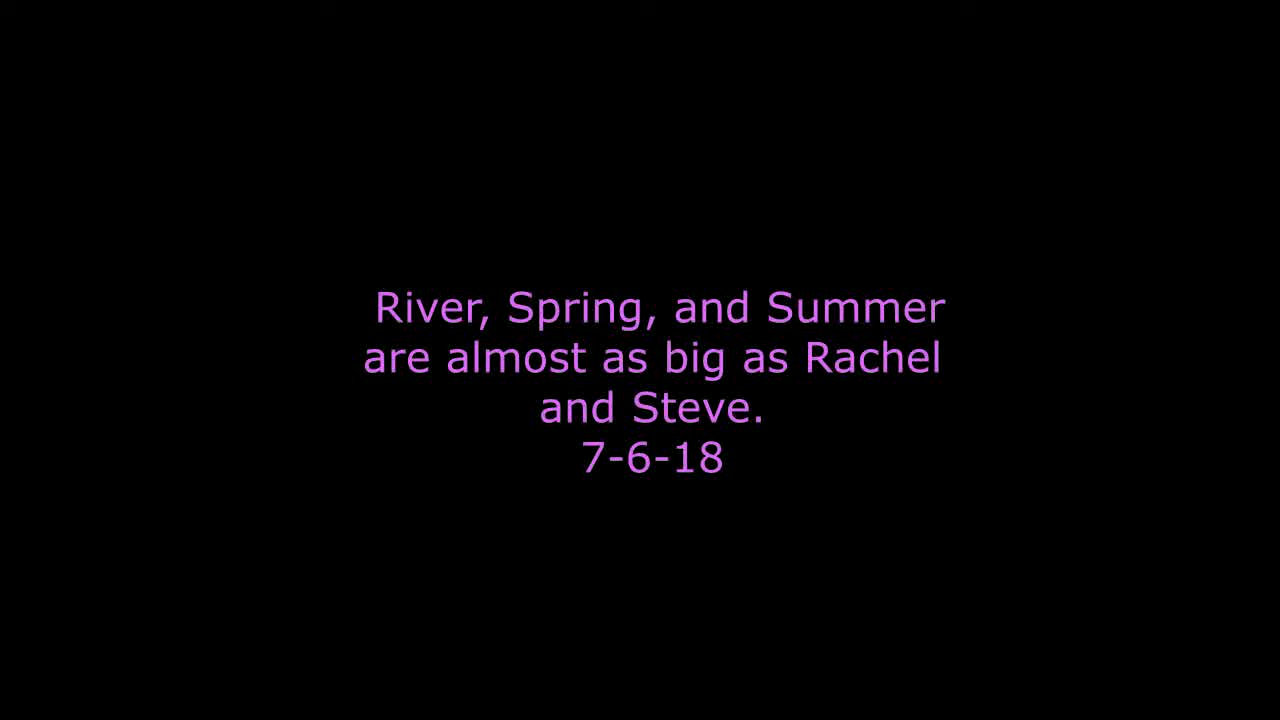 River, Spring, and Summer
are almost as big as Rachel
and Steve.
7-6-18